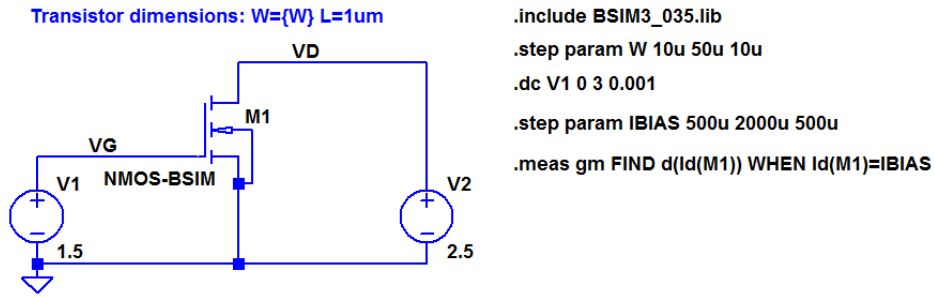 Transistor dimensions: W={W} L=1um
.include BSIM3_035.lib
.step param W 10u 50u 10u
.dc V1 0 3 0.001
.step param IBIAS 500u 2000u 500u
.meas gm FIND d(Id(M1)) WHEN Id(M1)=IBIAS
VD
M1
VG
NMOS-BSIM
V1
+
1.5
V2
+
2.5